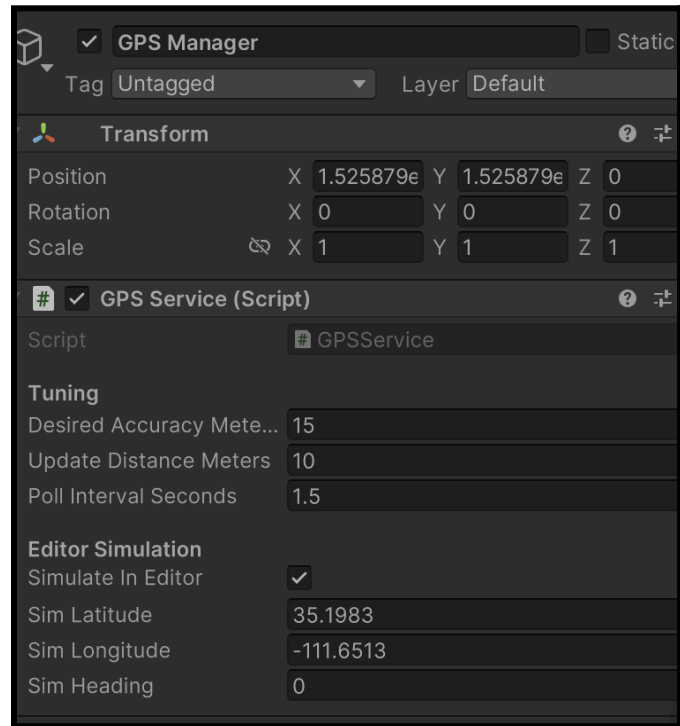 GPS Manager Static
Tag Untagged Layer Default
Transform
Position X 1.525879e Y 1.525879e Z 0
Rotation X 0 Y 0 Z 0
Scale X 1 Y 1 Z 1
# GPS Service (Script)
Script # GPSService
Tuning
Desired Accuracy Mete... 15
Update Distance Meters 10
Poll Interval Seconds 1.5
Editor Simulation
Simulate In Editor
Sim Latitude 35.1983
Sim Longitude -111.6513
Sim Heading 0